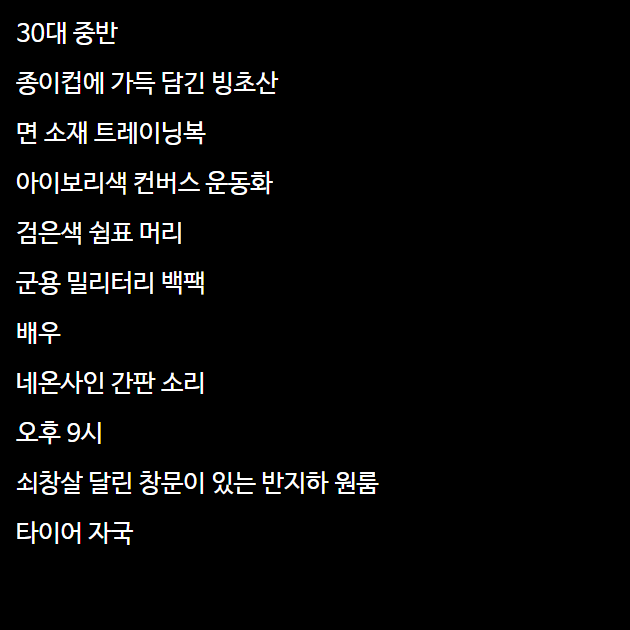 30대 중반
종이컵에 가득 담긴 빙초산
면 소재 트레이닝복
아이보리색 컨버스 운동화
검은색 쉼표 머리
군용 밀리터리 백팩
배우
네온사인 간판 소리
오후 9시
쇠창살 달린 창문이 있는 반지하 원룸
타이어 자국